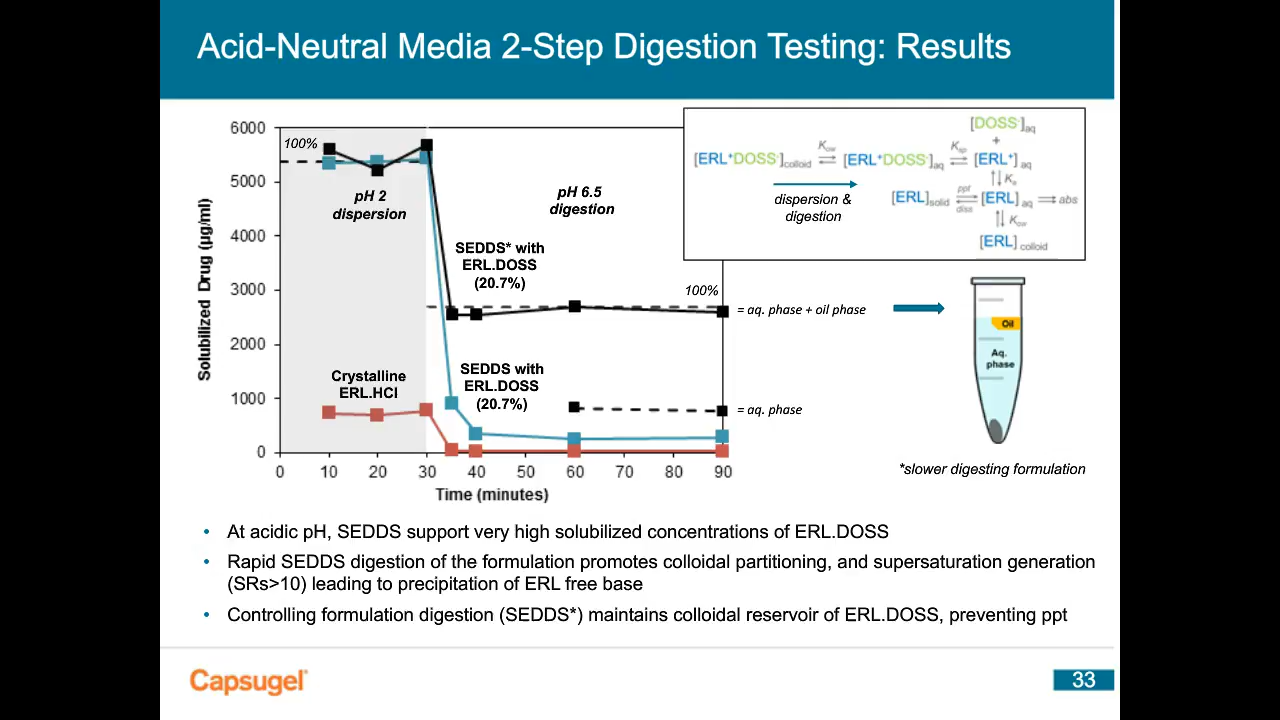 Acid-Neutral Media 2-Step Digestion Testing: Results
6000
5000
4000
3000
2000
1000
0
Solubilized Drug (µg/ml)
100%
pH 2
dispersion
pH 6.5
digestion
SEDDS* with
ERL.DOSS
(20.7%)
100%
= aq. phase + oil phase
Crystalline
ERL.HCl
SEDDS with
ERL.DOSS
(20.7%)
= aq. phase
0 10 20 30 40 50 60 70 80 90
Time (minutes)
[DOSS⁻]aq
+
[ERL⁺DOSS⁻]colloid Kow [ERL⁺DOSS⁻]aq Ksp [ERL⁺] aq
Ka
dispersion &
digestion
[ERL]solid ppt diss [ERL] aq abs
Kow
[ERL] colloid
Oil
Aq.
phase
*slower digesting formulation
• At acidic pH, SEDDS support very high solubilized concentrations of ERL.DOSS
• Rapid SEDDS digestion of the formulation promotes colloidal partitioning, and supersaturation generation
(SRs>10) leading to precipitation of ERL free base
• Controlling formulation digestion (SEDDS*) maintains colloidal reservoir of ERL.DOSS, preventing ppt
Capsugel
33